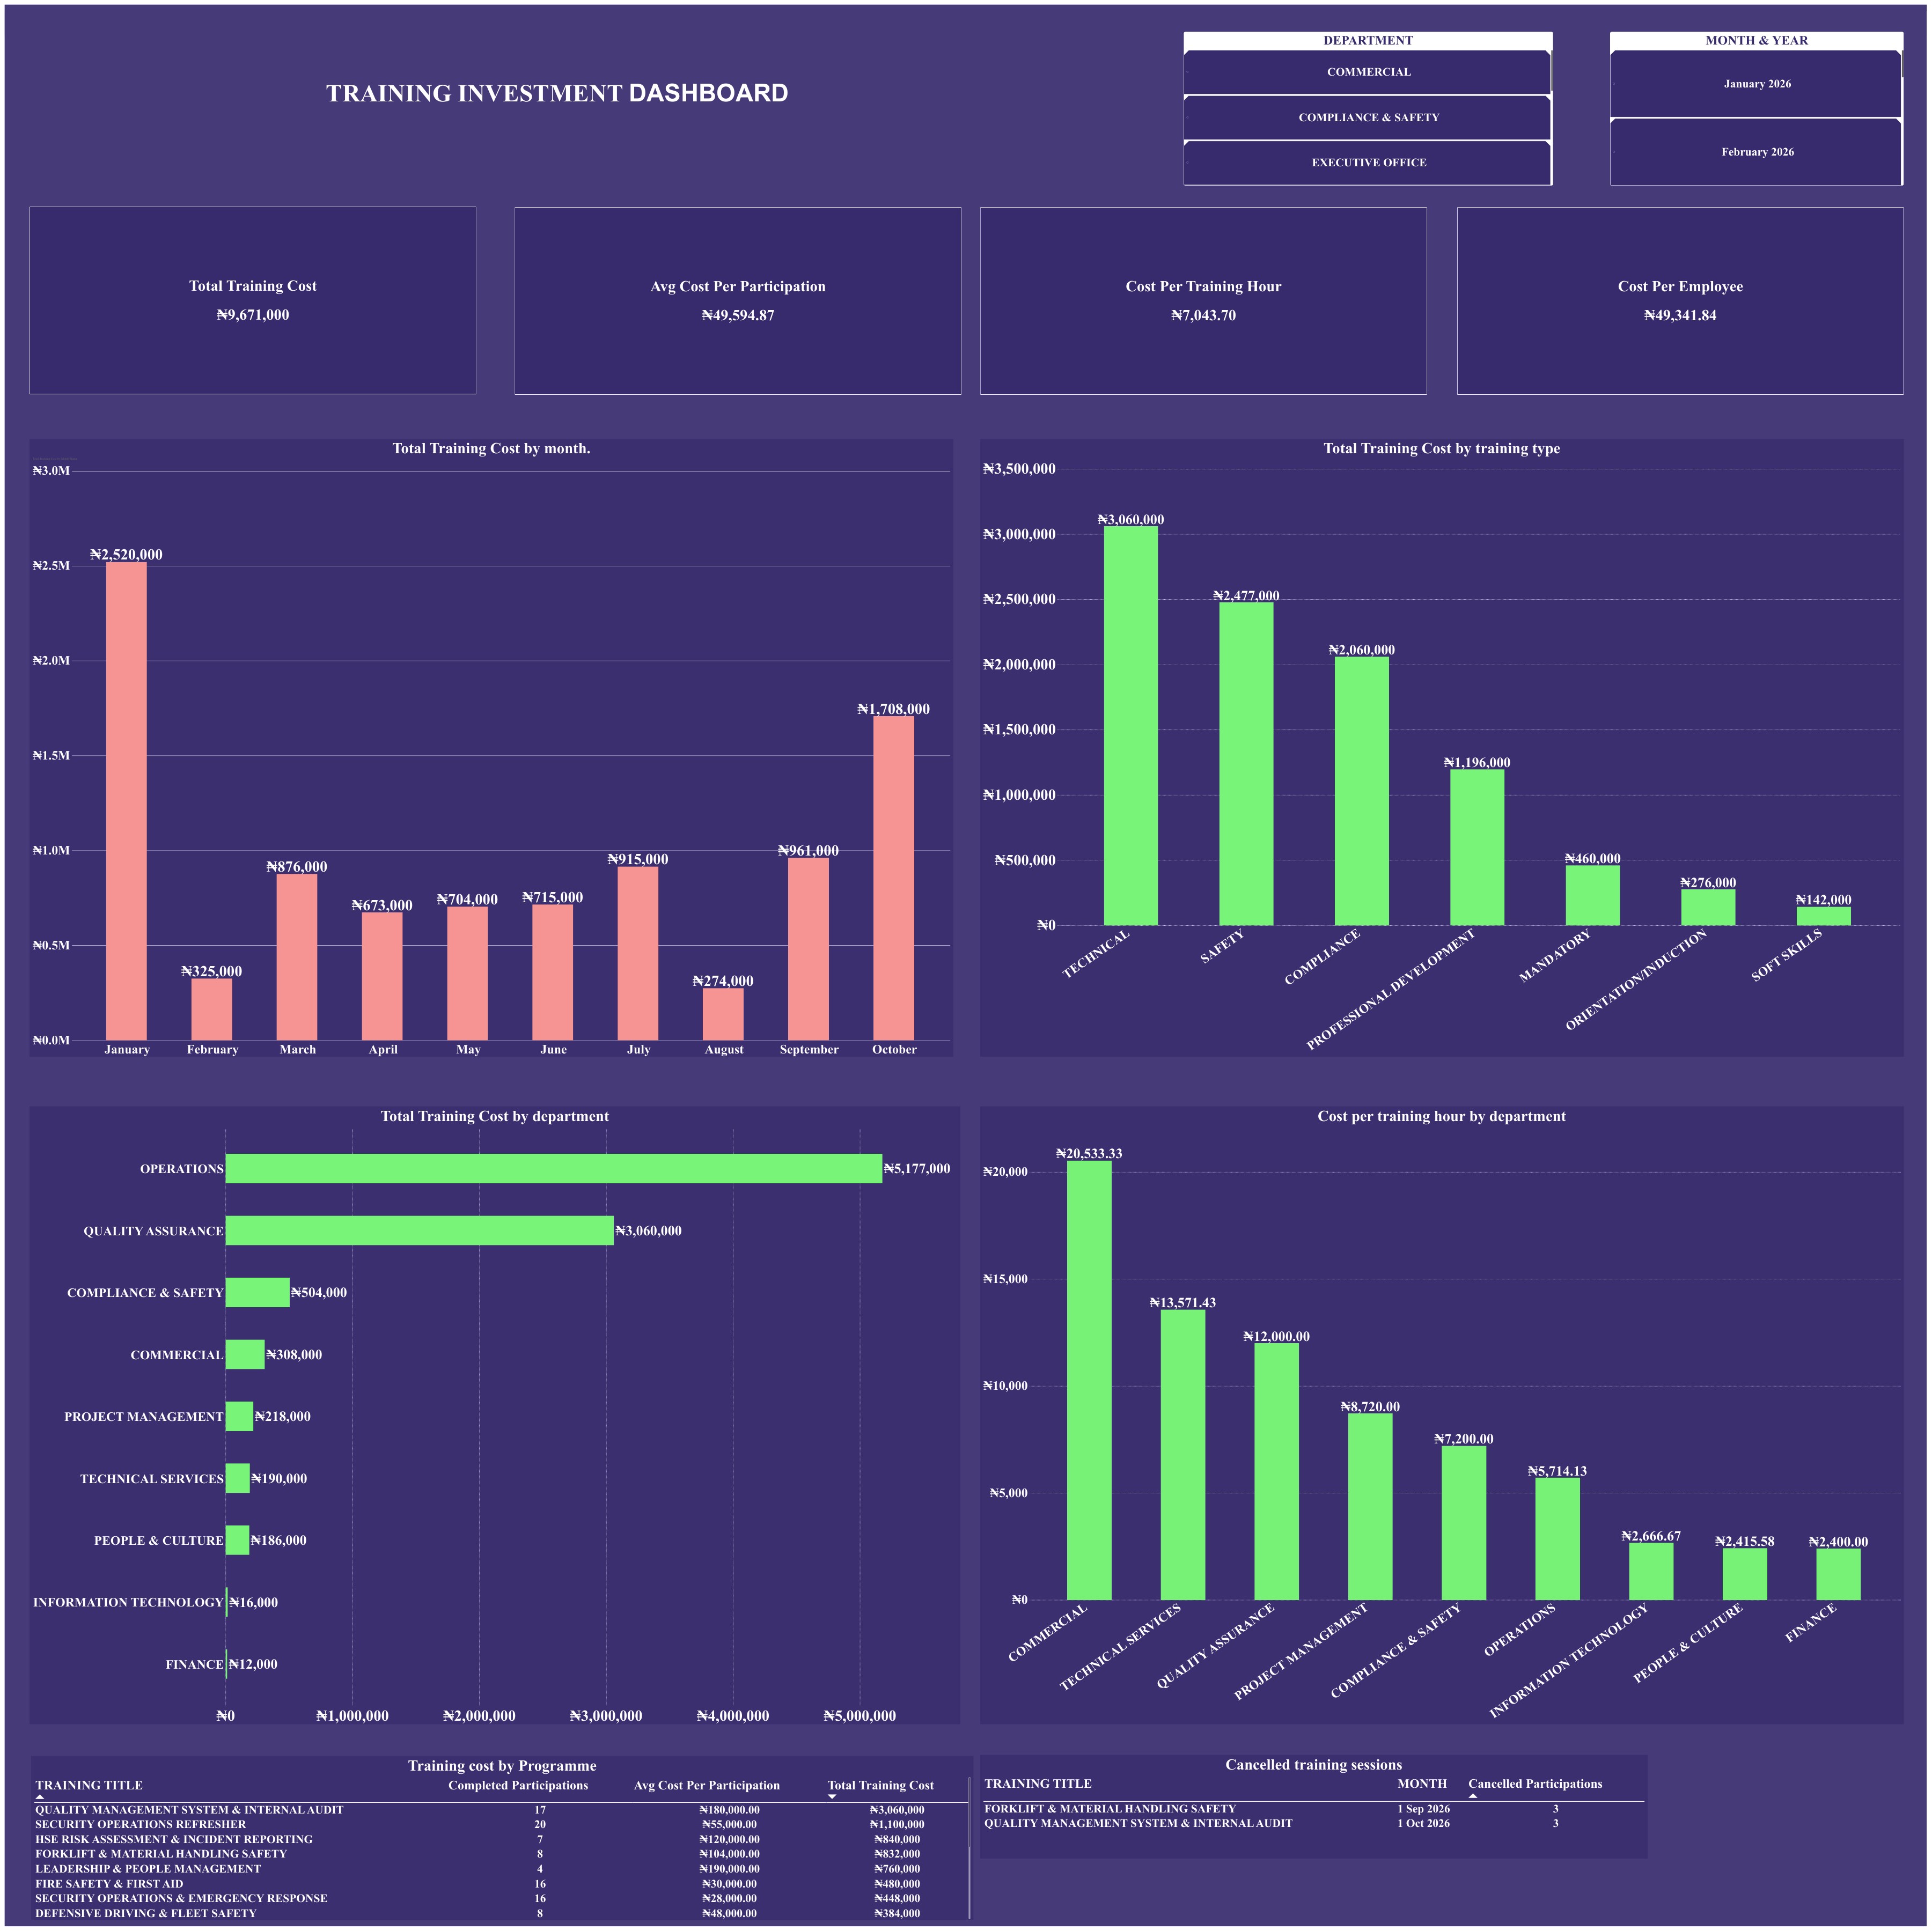 TRAINING INVESTMENT DASHBOARD
DEPARTMENT
COMMERCIAL
COMPLIANCE & SAFETY
EXECUTIVE OFFICE
MONTH & YEAR
January 2026
February 2026
Total Training Cost
₦9,671,000
Avg Cost Per Participation
₦49,594.87
Cost Per Training Hour
₦7,043.70
Cost Per Employee
₦49,341.84
Total Training Cost by month.
₦3.0M
₦2.5M
₦2.0M
₦1.5M
₦1.0M
₦0.5M
₦0.0M
₦2,520,000
₦325,000
₦876,000
₦673,000
₦704,000
₦715,000
₦915,000
₦274,000
₦961,000
₦1,708,000
January February March April May June July August September October
Total Training Cost by training type
₦3,500,000
₦3,000,000
₦2,500,000
₦2,000,000
₦1,500,000
₦1,000,000
₦500,000
₦0
₦3,060,000
₦2,477,000
₦2,060,000
₦1,196,000
₦460,000
₦276,000
₦142,000
TECHNICAL
SAFETY
COMPLIANCE
PROFESSIONAL DEVELOPMENT
MANDATORY
ORIENTATION/INDUCTION
SOFT SKILLS
Total Training Cost by department
OPERATIONS ₦5,177,000
QUALITY ASSURANCE ₦3,060,000
COMPLIANCE & SAFETY ₦504,000
COMMERCIAL ₦308,000
PROJECT MANAGEMENT ₦218,000
TECHNICAL SERVICES ₦190,000
PEOPLE & CULTURE ₦186,000
INFORMATION TECHNOLOGY ₦16,000
FINANCE ₦12,000
₦0 ₦1,000,000 ₦2,000,000 ₦3,000,000 ₦4,000,000 ₦5,000,000
Cost per training hour by department
₦20,000
₦15,000
₦10,000
₦5,000
₦0
₦20,533.33
₦13,571.43
₦12,000.00
₦8,720.00
₦7,200.00
₦5,714.13
₦2,666.67
₦2,415.58
₦2,400.00
COMMERCIAL
TECHNICAL SERVICES
QUALITY ASSURANCE
PROJECT MANAGEMENT
COMPLIANCE & SAFETY
OPERATIONS
INFORMATION TECHNOLOGY
PEOPLE & CULTURE
FINANCE
Training cost by Programme
TRAINING TITLE Completed Participations Avg Cost Per Participation Total Training Cost
QUALITY MANAGEMENT SYSTEM & INTERNAL AUDIT 17 ₦180,000.00 ₦3,060,000
SECURITY OPERATIONS REFRESHER 20 ₦55,000.00 ₦1,100,000
HSE RISK ASSESSMENT & INCIDENT REPORTING 7 ₦120,000.00 ₦840,000
FORKLIFT & MATERIAL HANDLING SAFETY 8 ₦104,000.00 ₦832,000
LEADERSHIP & PEOPLE MANAGEMENT 4 ₦190,000.00 ₦760,000
FIRE SAFETY & FIRST AID 16 ₦30,000.00 ₦480,000
SECURITY OPERATIONS & EMERGENCY RESPONSE 16 ₦28,000.00 ₦448,000
DEFENSIVE DRIVING & FLEET SAFETY 8 ₦48,000.00 ₦384,000
Cancelled training sessions
TRAINING TITLE MONTH Cancelled Participations
FORKLIFT & MATERIAL HANDLING SAFETY 1 Sep 2026 3
QUALITY MANAGEMENT SYSTEM & INTERNAL AUDIT 1 Oct 2026 3